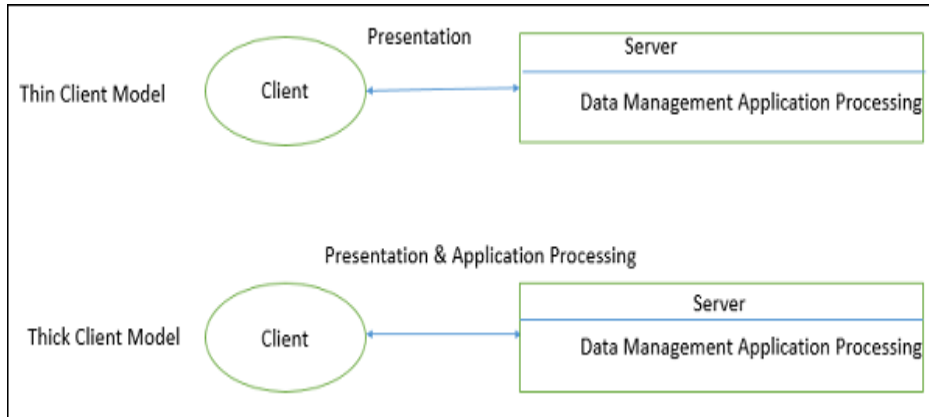 Presentation
Server
Thin Client Model
Client
Data Management Application Processing
Presentation & Application Processing
Server
Thick Client Model
Client
Data Management Application Processing